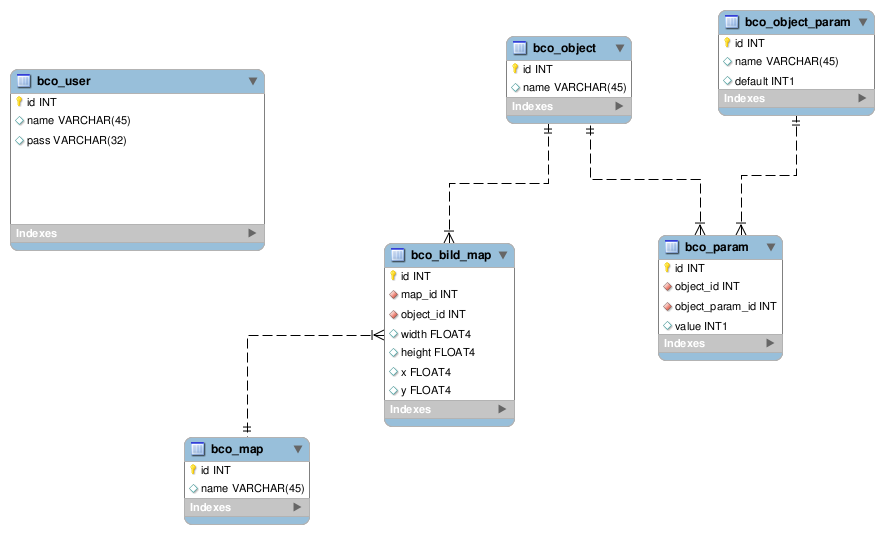 bco_user
id INT
name VARCHAR(45)
pass VARCHAR(32)
Indexes
bco_object
id INT
name VARCHAR(45)
Indexes
bco_object_param
id INT
name VARCHAR(45)
default INT1
Indexes
bco_bild_map
id INT
map_id INT
object_id INT
width FLOAT4
height FLOAT4
x FLOAT4
y FLOAT4
Indexes
bco_param
id INT
object_id INT
object_param_id INT
value INT1
Indexes
bco_map
id INT
name VARCHAR(45)
Indexes